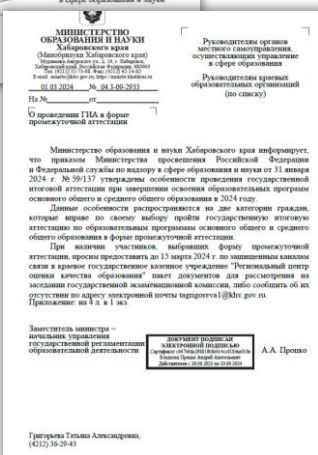 МИНИСТЕРСТВО
ОБРАЗОВАНИЯ И НАУКИ
Хабаровского края
(Минобрнауки Хабаровского края)
01.03.2024 № 04.3-09-2933
На № от
О проведении ГИА в форме
промежуточной аттестации
Руководителям органов
местного самоуправления,
осуществляющих управление
в сфере образования
Руководителям краевых
образовательных организаций
(по списку)
Министерство образования и науки Хабаровского края информирует,
что приказом Министерства просвещения Российской Федерации
и Федеральной службы по надзору в сфере образования и науки от 31 января
2024 г. № 59/137 утверждены особенности проведения государственной
итоговой аттестации при завершении освоения образовательных программ
основного общего и среднего общего образования в 2024 году.
Данные особенности распространяются на две категории граждан,
которые вправе по своему выбору пройти государственную итоговую
аттестацию по образовательным программам основного общего и среднего
общего образования в форме промежуточной аттестации.
При наличии участников, выбравших форму промежуточной
аттестации, просим предоставить до 15 марта 2024 г. по защищенным каналам
связи в краевое государственное казенное учреждение "Региональный центр
оценки качества образования" пакет документов для рассмотрения на
заседании государственной экзаменационной комиссии, либо сообщить об их
отсутствии по адресу электронной почты tagrigoreva1@khv.gov.ru.
Приложение: на 4 л. в 1 экз.
Заместитель министра –
начальник управления
государственной регламентации
образовательной деятельности
ДОКУМЕНТ ПОДПИСАН
ЭЛЕКТРОННОЙ ПОДПИСЬЮ
А.А. Прошко
Григорьева Татьяна Александровна,
(4212) 36-29-43